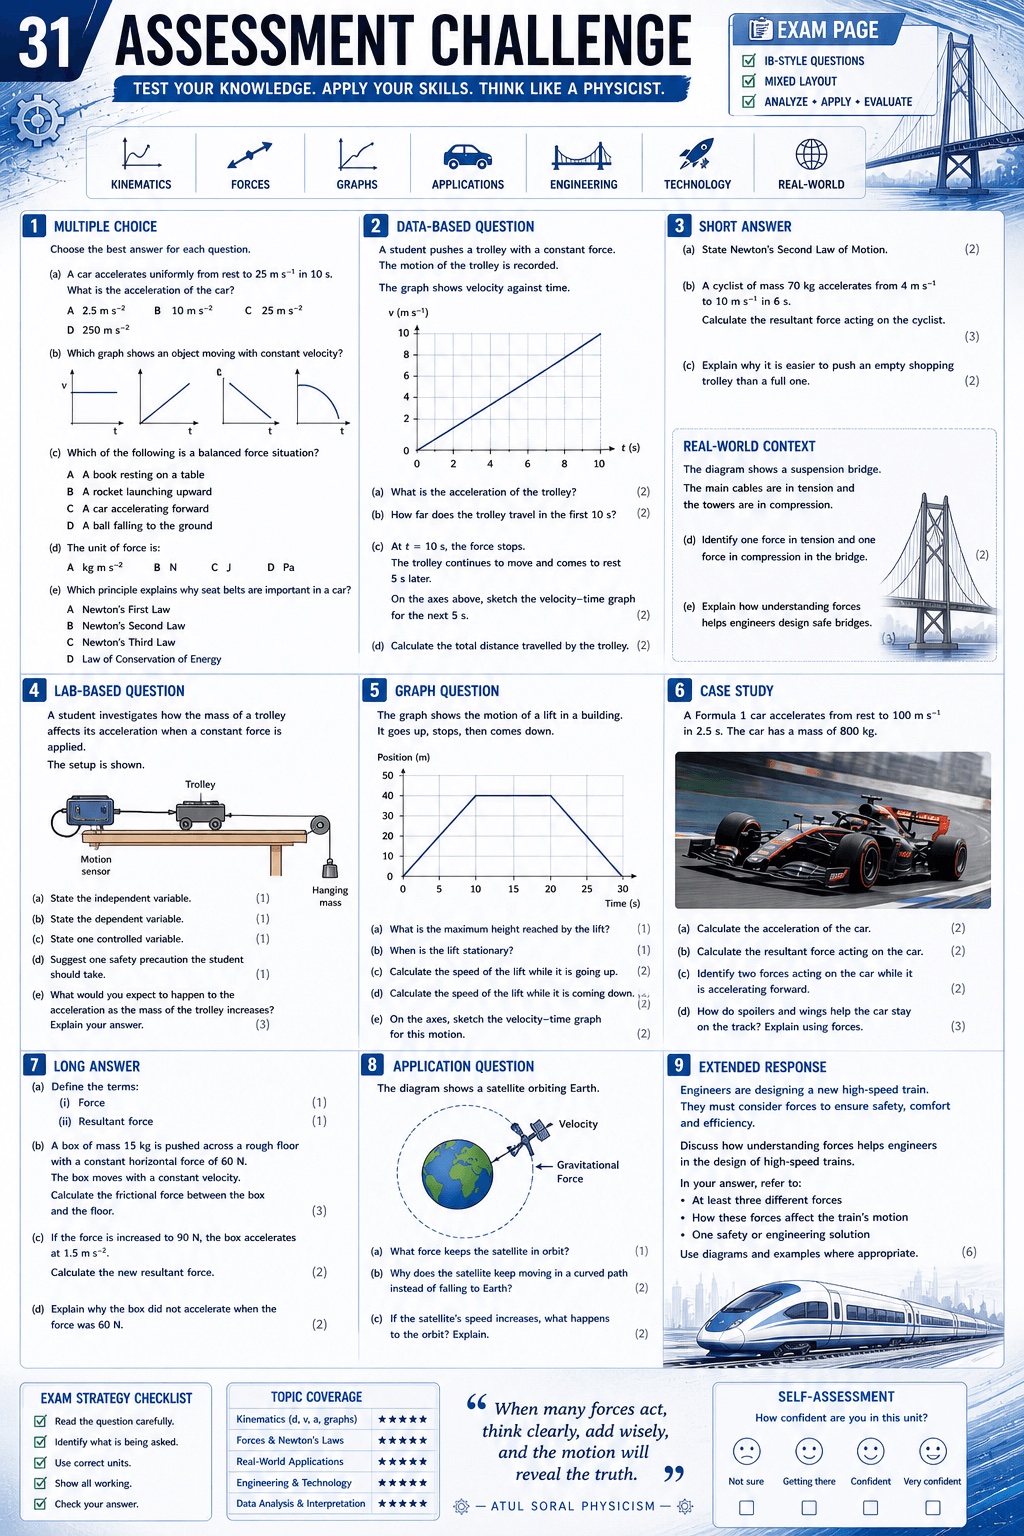 31
ASSESSMENT CHALLENGE
TEST YOUR KNOWLEDGE. APPLY YOUR SKILLS. THINK LIKE A PHYSICIST.
EXAM PAGE
IB-STYLE QUESTIONS
MIXED LAYOUT
ANALYZE • APPLY • EVALUATE
KINEMATICS
FORCES
GRAPHS
APPLICATIONS
ENGINEERING
TECHNOLOGY
REAL-WORLD
1 MULTIPLE CHOICE
Choose the best answer for each question.
(a) A car accelerates uniformly from rest to 25 m s⁻¹ in 10 s.
What is the acceleration of the car?
A 2.5 m s⁻² B 10 m s⁻² C 25 m s⁻²
D 250 m s⁻²
(b) Which graph shows an object moving with constant velocity?
v
t t t t
(c) Which of the following is a balanced force situation?
A A book resting on a table
B A rocket launching upward
C A car accelerating forward
D A ball falling to the ground
(d) The unit of force is:
A kg m s⁻² B N C J D Pa
(e) Which principle explains why seat belts are important in a car?
A Newton's First Law
B Newton's Second Law
C Newton's Third Law
D Law of Conservation of Energy
2 DATA-BASED QUESTION
A student pushes a trolley with a constant force.
The motion of the trolley is recorded.
The graph shows velocity against time.
v (m s⁻¹)
10
8
6
4
2
0
0 2 4 6 8 10
t (s)
(a) What is the acceleration of the trolley? (2)
(b) How far does the trolley travel in the first 10 s? (2)
(c) At t = 10 s, the force stops.
The trolley continues to move and comes to rest
5 s later.
On the axes above, sketch the velocity–time graph
for the next 5 s. (2)
(d) Calculate the total distance travelled by the trolley. (2)
3 SHORT ANSWER
(a) State Newton's Second Law of Motion. (2)
(b) A cyclist of mass 70 kg accelerates from 4 m s⁻¹
to 10 m s⁻¹ in 6 s.
Calculate the resultant force acting on the cyclist.
(3)
(c) Explain why it is easier to push an empty shopping
trolley than a full one. (2)
REAL-WORLD CONTEXT
The diagram shows a suspension bridge.
The main cables are in tension and
the towers are in compression.
(d) Identify one force in tension and one
force in compression in the bridge. (2)
(e) Explain how understanding forces
helps engineers design safe bridges.
(3)
4 LAB-BASED QUESTION
A student investigates how the mass of a trolley
affects its acceleration when a constant force is
applied.
The setup is shown.
Trolley
Motion
sensor
Hanging
mass
(a) State the independent variable. (1)
(b) State the dependent variable. (1)
(c) State one controlled variable. (1)
(d) Suggest one safety precaution the student
should take. (1)
(e) What would you expect to happen to the
acceleration as the mass of the trolley increases?
Explain your answer. (3)
5 GRAPH QUESTION
The graph shows the motion of a lift in a building.
It goes up, stops, then comes down.
Position (m)
50
40
30
20
10
0
0 5 10 15 20 25 30
Time (s)
(a) What is the maximum height reached by the lift? (1)
(b) When is the lift stationary? (1)
(c) Calculate the speed of the lift while it is going up. (2)
(d) Calculate the speed of the lift while it is coming down.
(2)
(e) On the axes, sketch the velocity–time graph
for this motion. (2)
6 CASE STUDY
A Formula 1 car accelerates from rest to 100 m s⁻¹
in 2.5 s. The car has a mass of 800 kg.
(a) Calculate the acceleration of the car. (2)
(b) Calculate the resultant force acting on the car. (2)
(c) Identify two forces acting on the car while it
is accelerating forward. (2)
(d) How do spoilers and wings help the car stay
on the track? Explain using forces. (3)
7 LONG ANSWER
(a) Define the terms:
(i) Force (1)
(ii) Resultant force (1)
(b) A box of mass 15 kg is pushed across a rough floor
with a constant horizontal force of 60 N.
The box moves with a constant velocity.
Calculate the frictional force between the box
and the floor. (3)
(c) If the force is increased to 90 N, the box accelerates
at 1.5 m s⁻².
Calculate the new resultant force. (2)
(d) Explain why the box did not accelerate when the
force was 60 N. (2)
8 APPLICATION QUESTION
The diagram shows a satellite orbiting Earth.
Velocity
Gravitational
Force
(a) What force keeps the satellite in orbit? (1)
(b) Why does the satellite keep moving in a curved path
instead of falling to Earth? (2)
(c) If the satellite's speed increases, what happens
to the orbit? Explain. (2)
9 EXTENDED RESPONSE
Engineers are designing a new high-speed train.
They must consider forces to ensure safety, comfort
and efficiency.
Discuss how understanding forces helps engineers
in the design of high-speed trains.
In your answer, refer to:
• At least three different forces
• How these forces affect the train's motion
• One safety or engineering solution
Use diagrams and examples where appropriate. (6)
EXAM STRATEGY CHECKLIST
Read the question carefully.
Identify what is being asked.
Use correct units.
Show all working.
Check your answer.
TOPIC COVERAGE
Kinematics (d, v, a, graphs) ★★★★★
Forces & Newton's Laws ★★★★★
Real-World Applications ★★★★★
Engineering & Technology ★★★★★
Data Analysis & Interpretation ★★★★★
“When many forces act,
think clearly, add wisely,
and the motion will
reveal the truth.”
— ATUL SORAL PHYSICISM —
SELF-ASSESSMENT
How confident are you in this unit?
Not sure
Getting there
Confident
Very confident